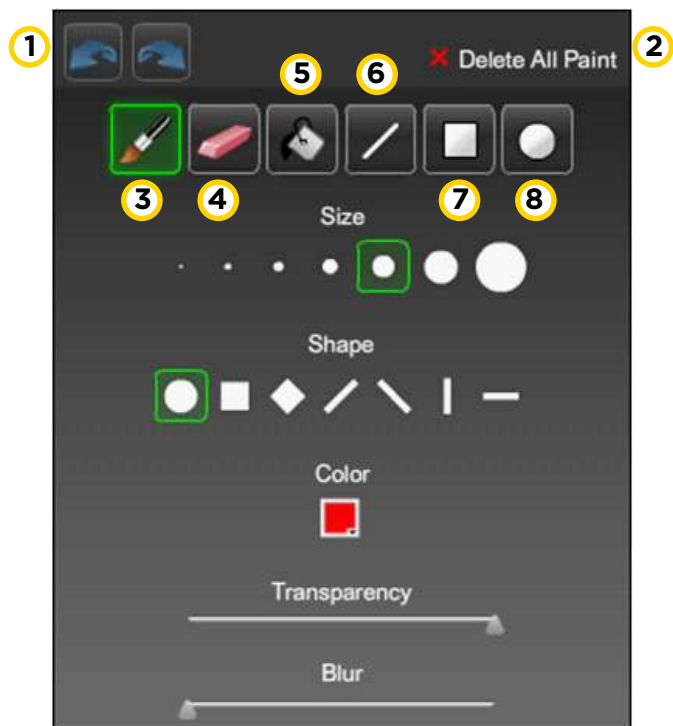 1
Delete All Paint 2
5 6
3 4 7 8
Size
Shape
Color
Transparency
Blur